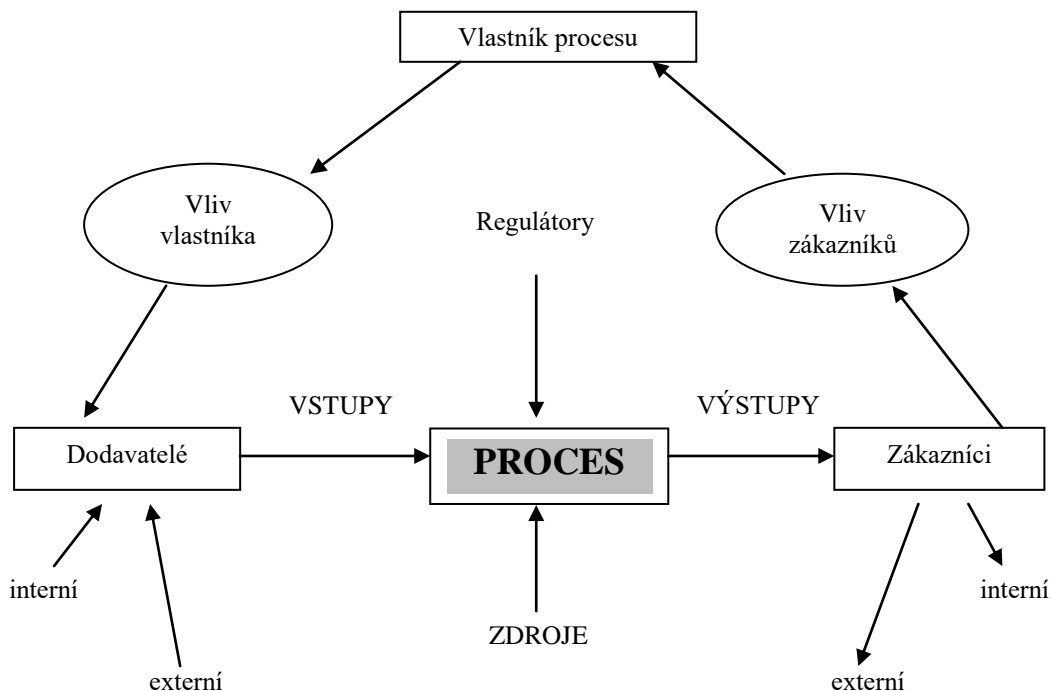 Vlastník procesu
Vliv
vlastníka
Regulátory
Vliv
zákazníků
VSTUPY
VÝSTUPY
Dodavatelé
PROCES
Zákazníci
interní
interní
ZDROJE
externí
externí